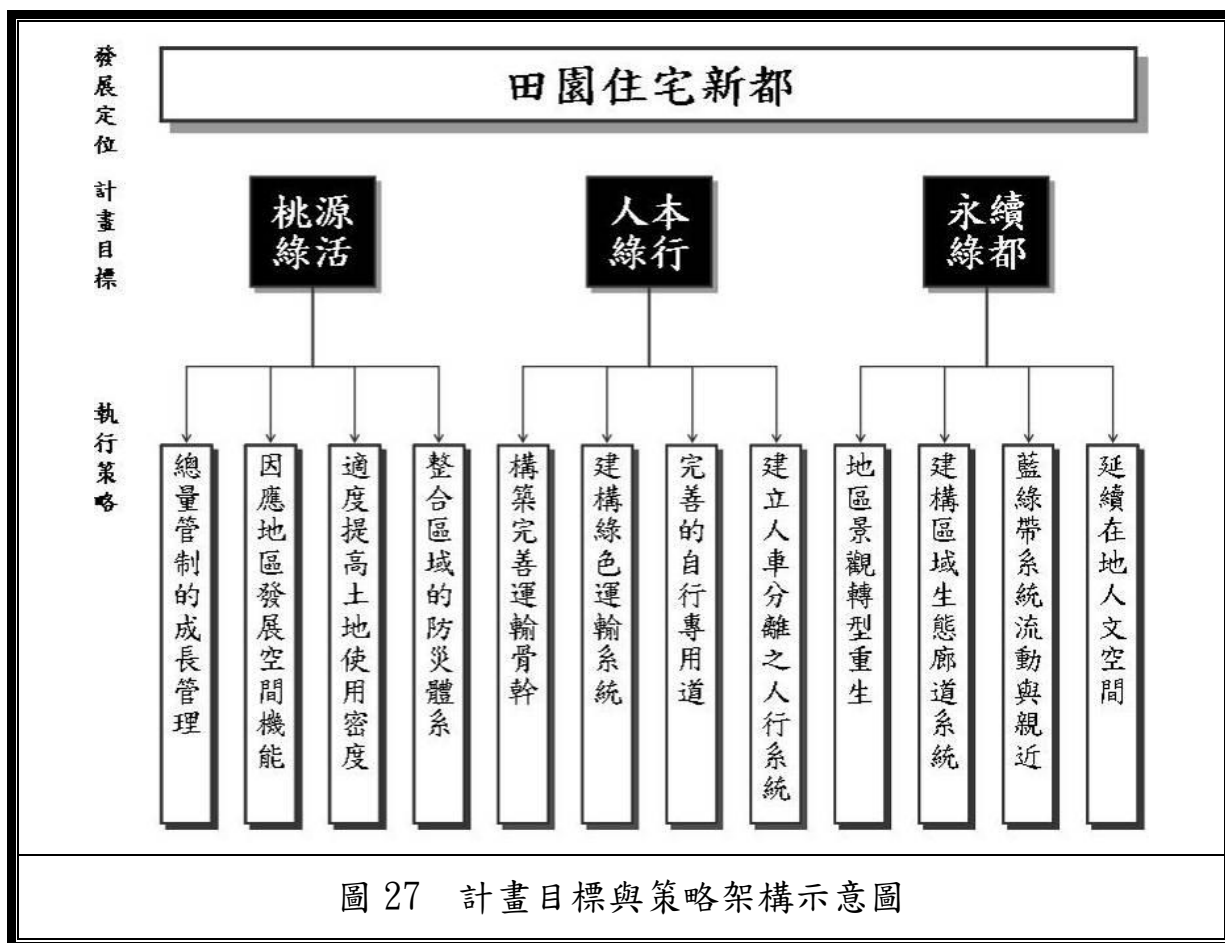 發展定位
田園住宅新都
計畫目標
桃源
綠活
人本
綠行
永續
綠都
執行策略
總量管制的成長管理
因應地區發展空間機能
適度提高土地使用密度
整合區域的防災體系
構築完善運輸骨幹
建構綠色運輸系統
完善的自行專用道
建立人車分離之人行系統
地區景觀轉型重生
建構區域生態廊道系統
藍綠帶系統流動與親近
延續在地人文空間
圖 27 計畫目標與策略架構示意圖